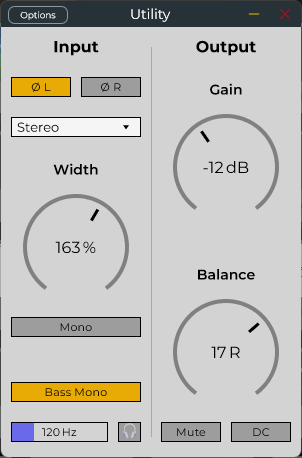 Options
Utility
Input
Ø L
Ø R
Stereo
Width
163 %
Mono
Bass Mono
120 Hz
Output
Gain
-12 dB
Balance
17 R
Mute
DC